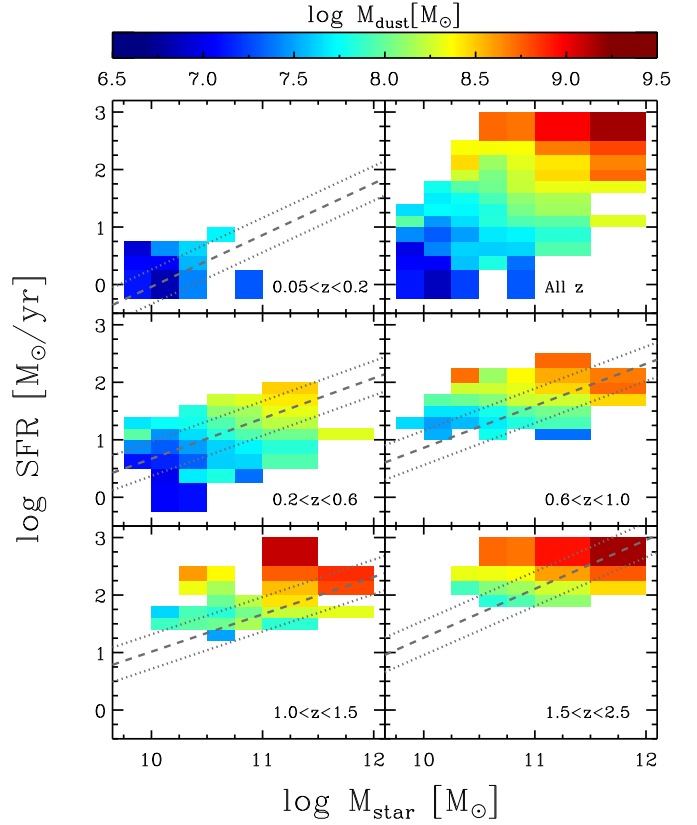 log M_dust[M_⊙]
6.5 7.0 7.5 8.0 8.5 9.0 9.5
3
2
1
0
0.05<z<0.2
All z
3
2
1
0
0.2<z<0.6
0.6<z<1.0
3
2
1
0
1.0<z<1.5
1.5<z<2.5
10 11 12 10 11 12
log SFR [M_⊙/yr]
log M_star [M_⊙]